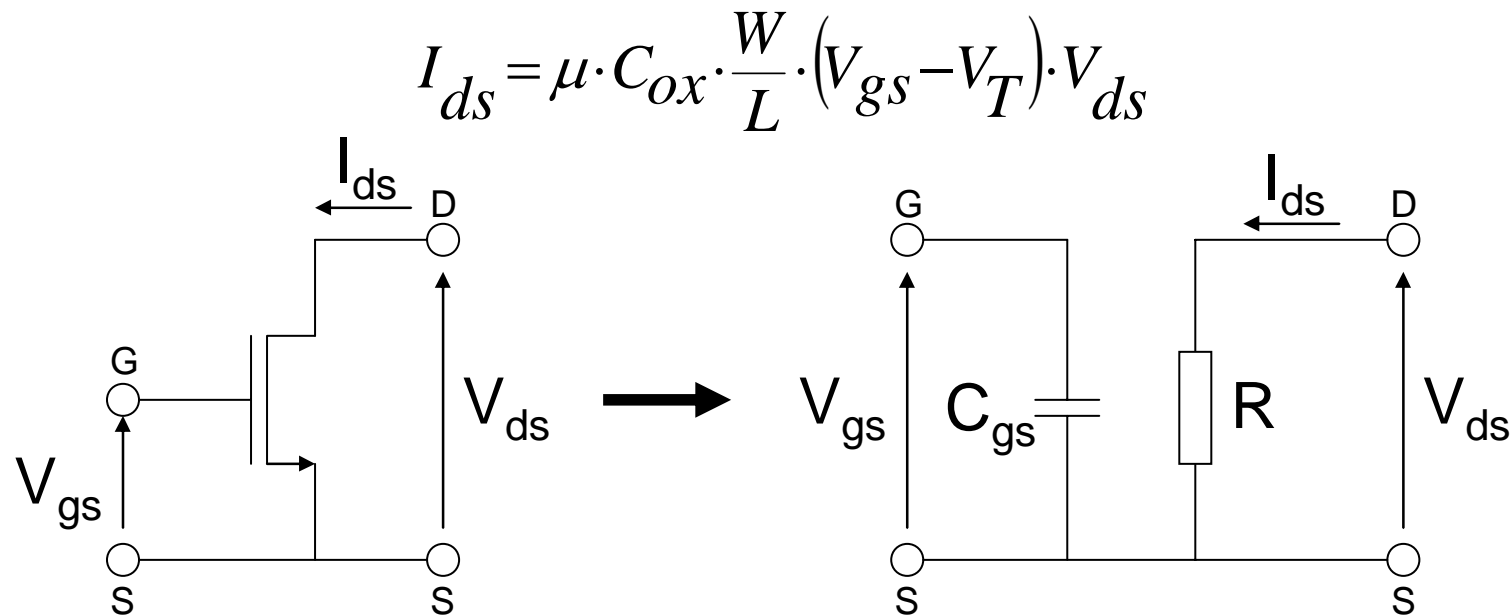 I_ds = μ · C_ox · W/L · (V_gs − V_T) · V_ds
I_ds
D
G
V_gs
V_ds
S
S
G
I_ds
D
V_gs
C_gs
R
V_ds
S
S